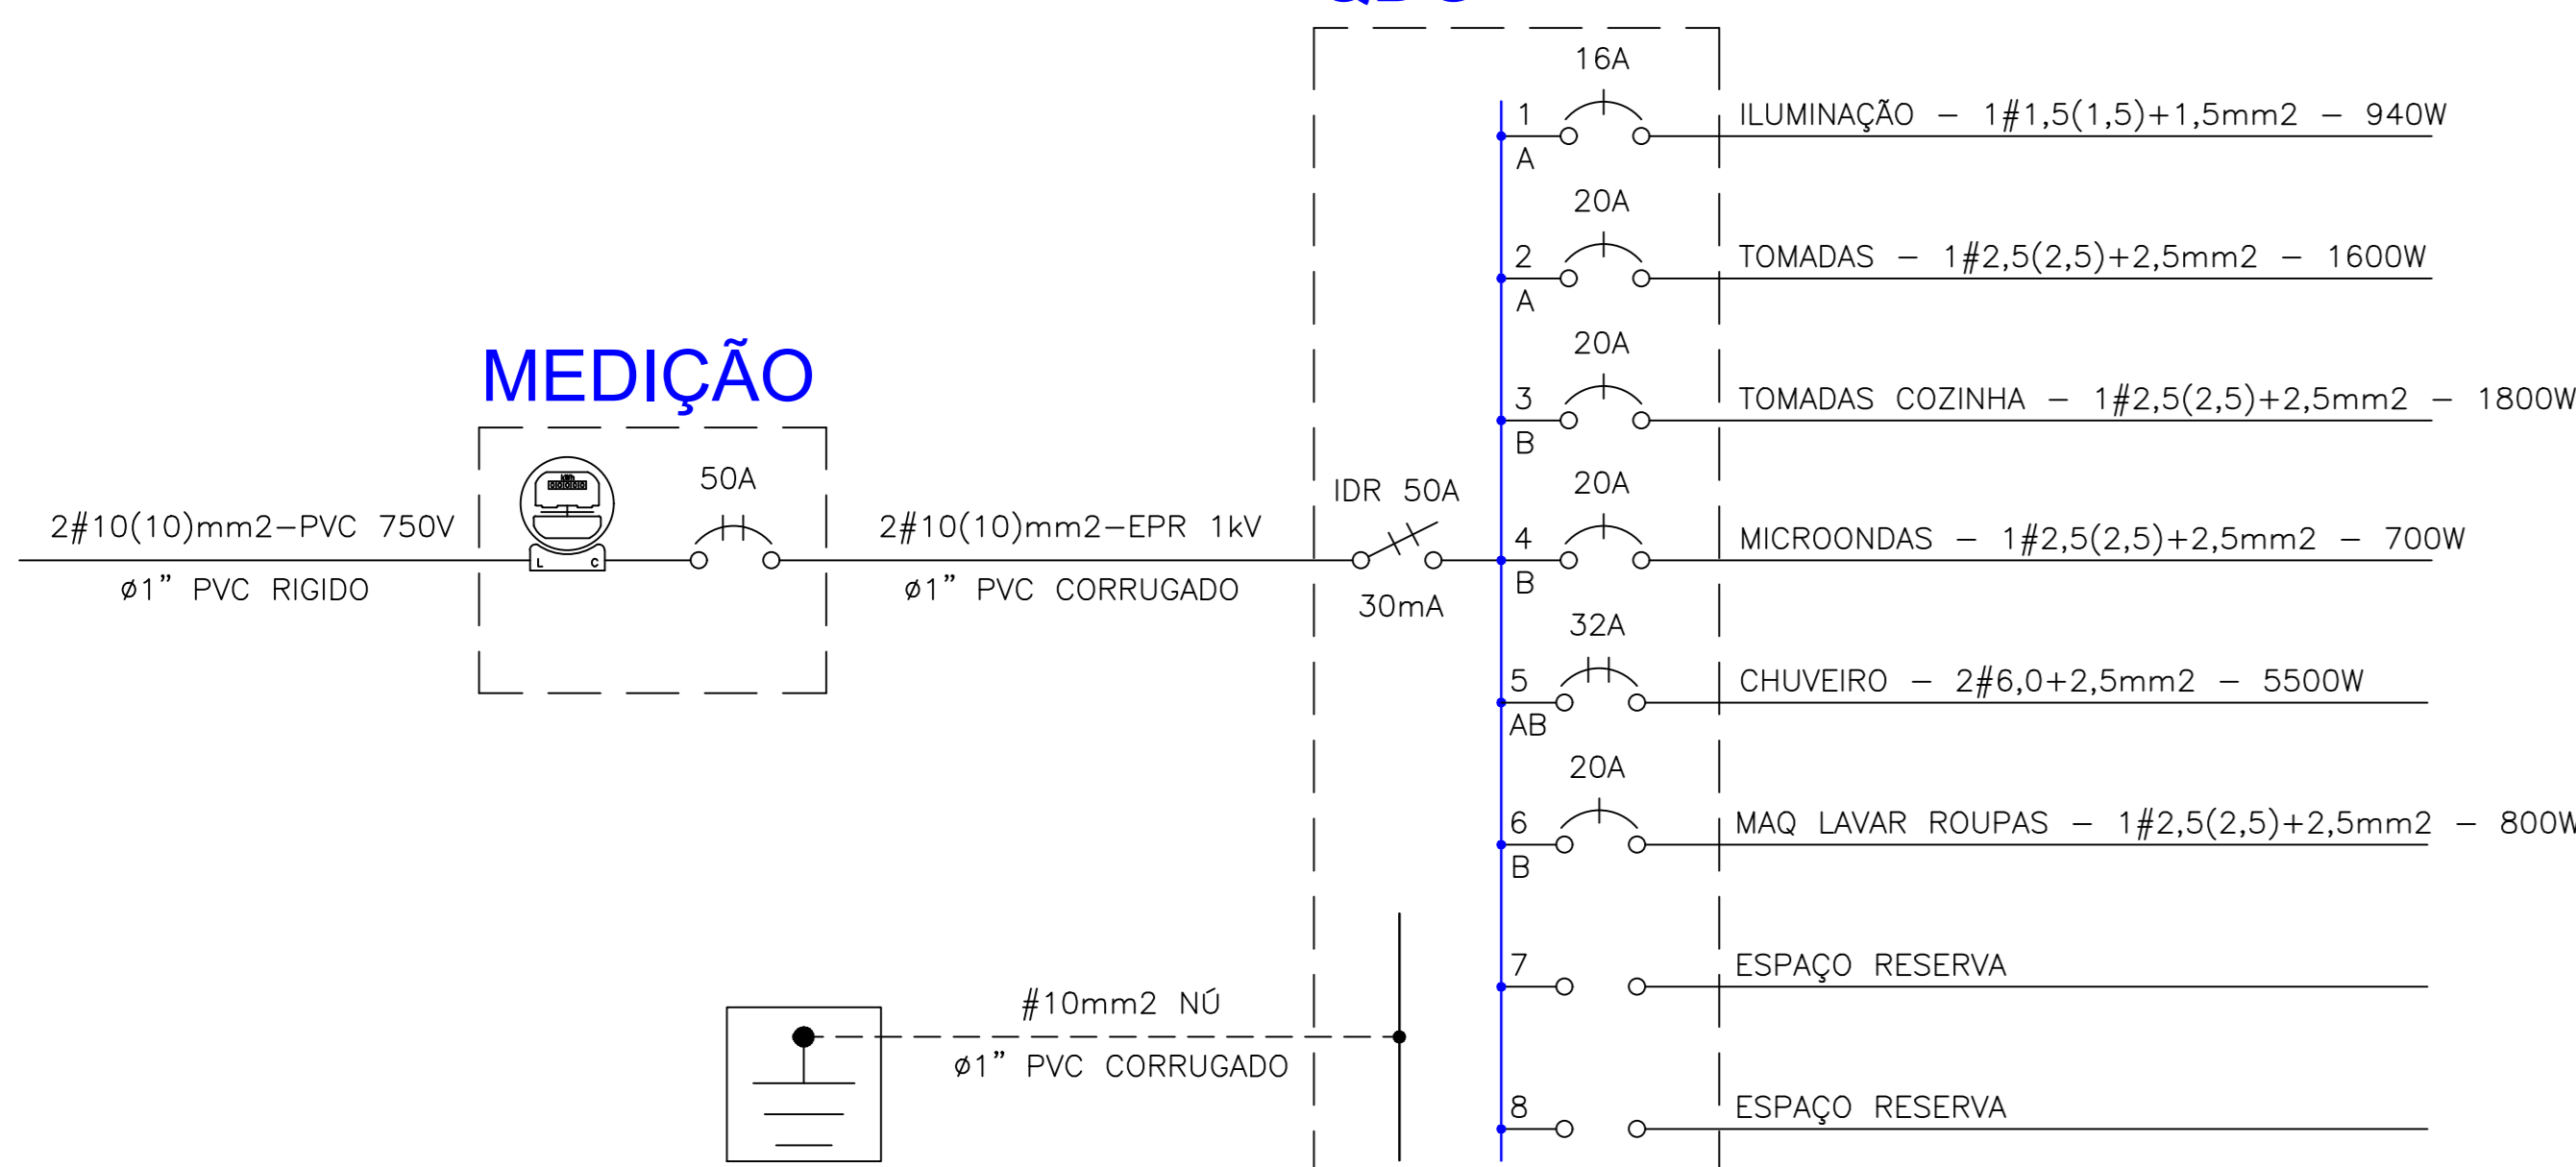 16A
1
ILUMINAÇÃO - 1#1,5(1,5)+1,5mm2 - 940W
A
20A
2
TOMADAS - 1#2,5(2,5)+2,5mm2 - 1600W
A
20A
3
TOMADAS COZINHA - 1#2,5(2,5)+2,5mm2 - 1800W
B
MEDIÇÃO
kWh
00000
L C
50A
2#10(10)mm2-PVC 750V
ø1" PVC RIGIDO
2#10(10)mm2-EPR 1kV
ø1" PVC CORRUGADO
IDR 50A
30mA
20A
4
MICROONDAS - 1#2,5(2,5)+2,5mm2 - 700W
B
32A
5
CHUVEIRO - 2#6,0+2,5mm2 - 5500W
AB
20A
6
MAQ LAVAR ROUPAS - 1#2,5(2,5)+2,5mm2 - 800W
B
7
ESPAÇO RESERVA
#10mm2 NÚ
ø1" PVC CORRUGADO
8
ESPAÇO RESERVA